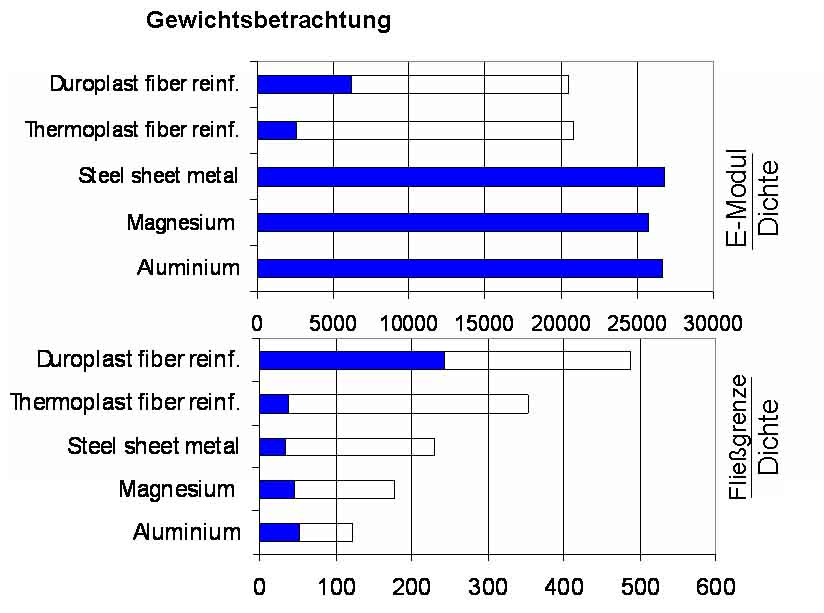 Gewichtsbetrachtung
Duroplast fiber reinf.
Thermoplast fiber reinf.
Steel sheet metal
Magnesium
Aluminium
0 5000 10000 15000 20000 25000 30000
E-Modul
Dichte
Duroplast fiber reinf.
Thermoplast fiber reinf.
Steel sheet metal
Magnesium
Aluminium
0 100 200 300 400 500 600
Fließgrenze
Dichte